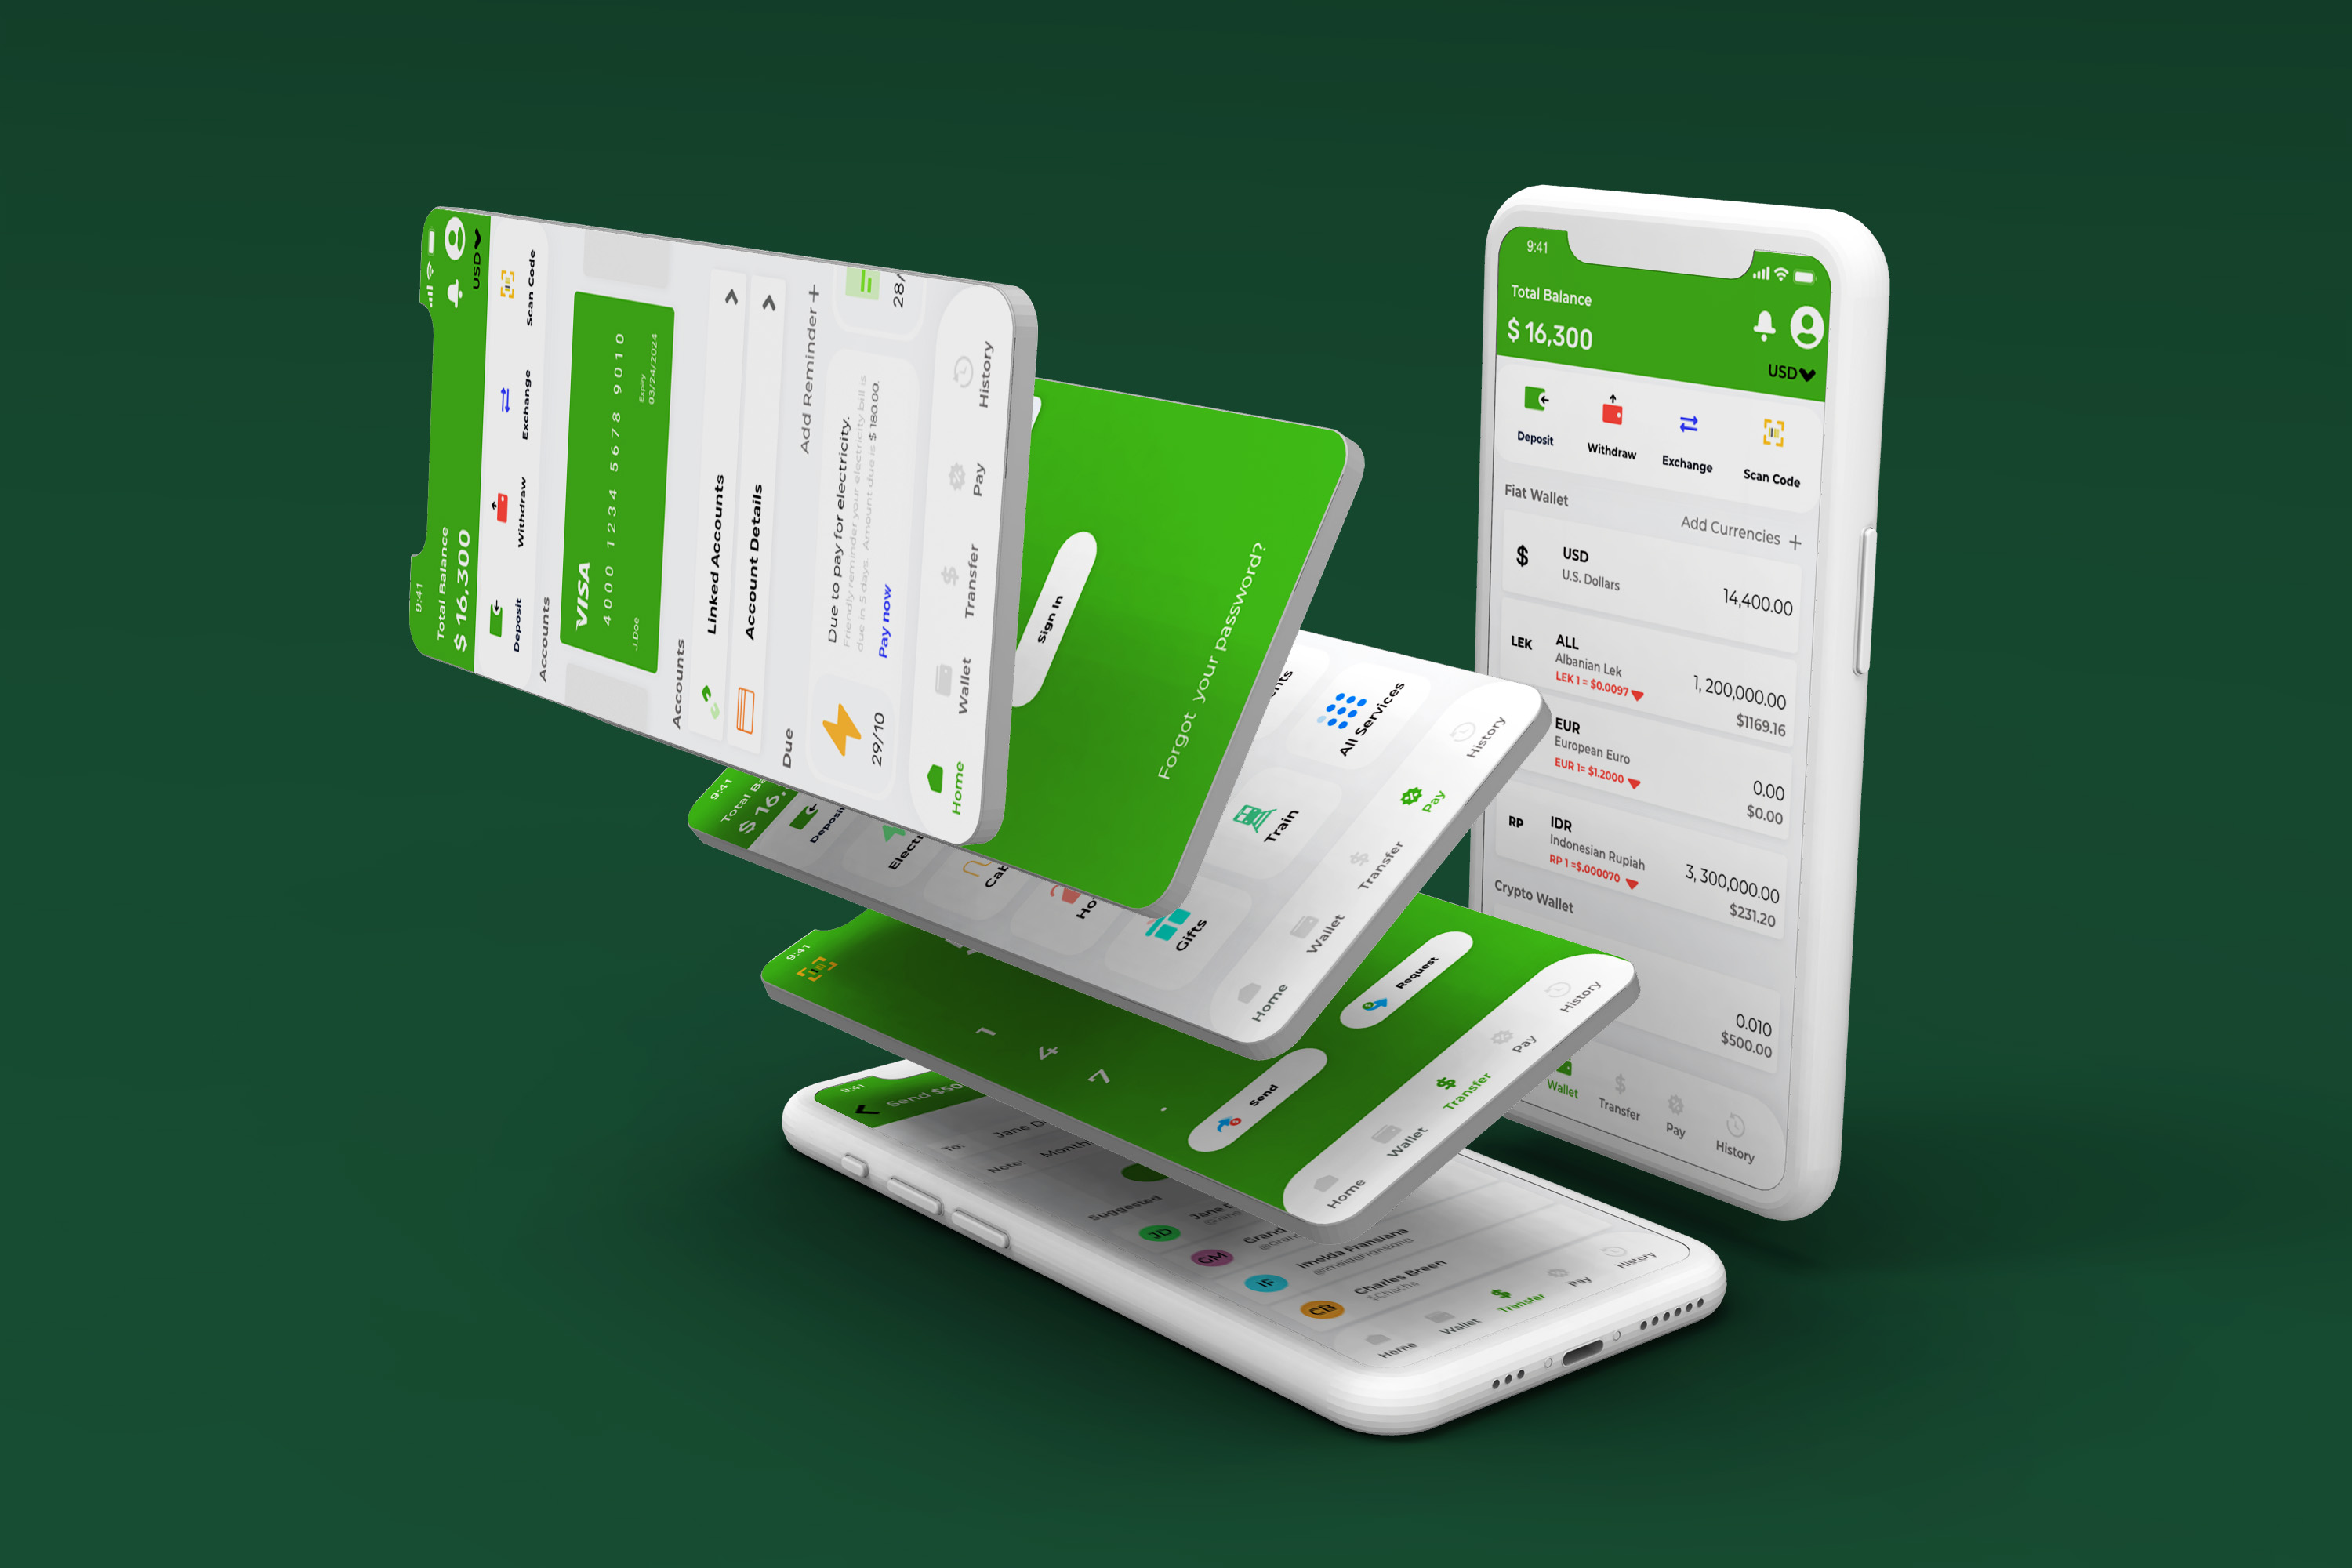 9:41
Total Balance
$ 16,300
USD
Deposit
Withdraw
Exchange
Scan Code
Accounts
VISA
4000 1234 5678 9010
J.Doe
Expiry
03/24/2024
Accounts
Linked Accounts
Account Details
Due
Add Reminder +
29/10
Due to pay for electricity.
Friendly reminder your electricity bill is
due in 5 days. Amount due is $ 180.00.
Pay now
28/
Home
Wallet
Transfer
Pay
History
Sign In
Forgot your password?
9:41
Total Ba
$ 16,
Deposi
Electr
Cab
Ho
Gifts
Train
All Services
nts
Home
Wallet
Transfer
Pay
History
9:41
1
4
7
.
Send
Request
Home
Wallet
Transfer
Pay
History
9:41
Send $50
To: Jane D
Note: Month
Suggested
JD Jane D
@Jane
GM Grand
@Gran
IF Imelda Fransiana
@ImeldaFransiana
CB Charles Breen
$Chacha
Home
Wallet
Transfer
Pay
History
9:41
Total Balance
$ 16,300
USD
Deposit
Withdraw
Exchange
Scan Code
Fiat Wallet
Add Currencies +
$ USD
U.S. Dollars
14,400.00
LEK ALL
Albanian Lek
LEK 1 = $0.0097
1, 200,000.00
$1169.16
EUR
European Euro
EUR 1= $1.2000
0.00
$0.00
RP IDR
Indonesian Rupiah
RP 1 =$.000070
3, 300,000.00
$231.20
Crypto Wallet
0.010
$500.00
Wallet
Transfer
Pay
History